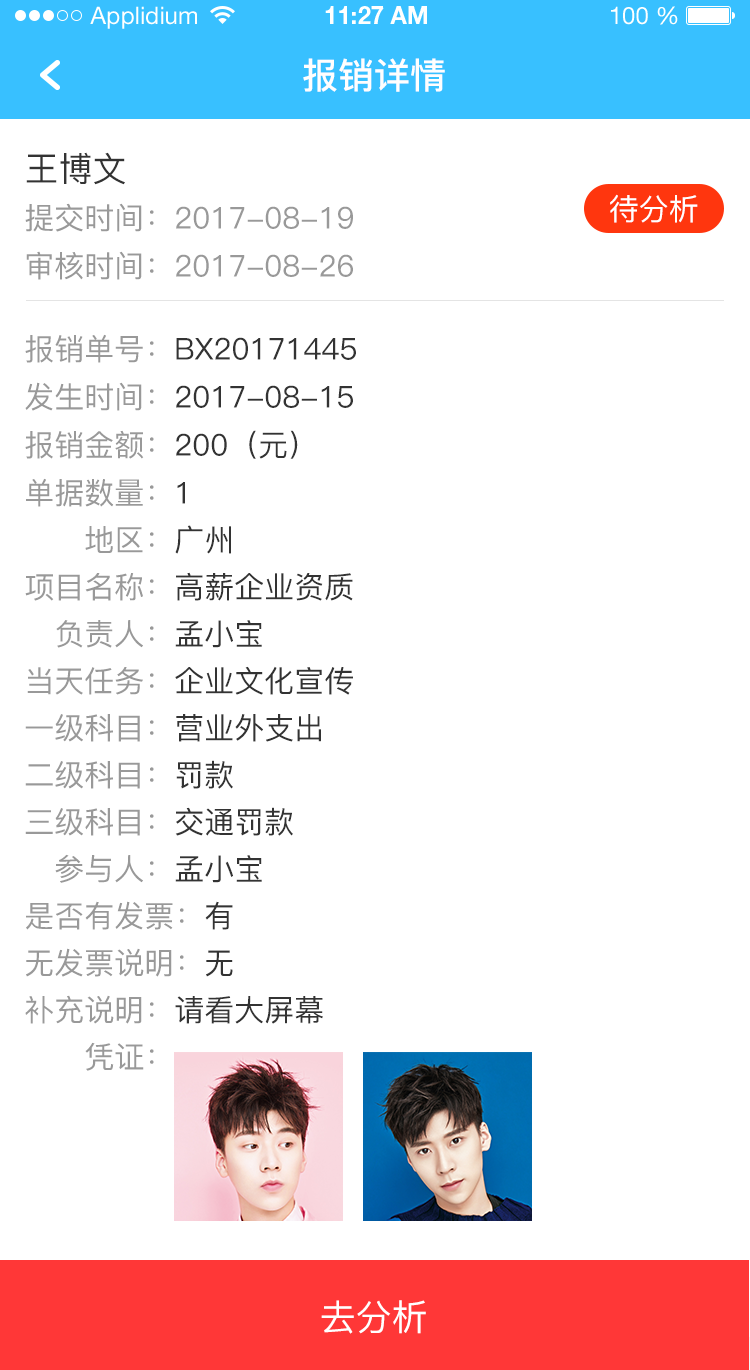 Applidium 11:27 AM 100 %
报销详情
王博文
提交时间：2017-08-19
待分析
审核时间：2017-08-26
报销单号：BX20171445
发生时间：2017-08-15
报销金额：200（元）
单据数量：1
地区：广州
项目名称：高薪企业资质
负责人：孟小宝
当天任务：企业文化宣传
一级科目：营业外支出
二级科目：罚款
三级科目：交通罚款
参与人：孟小宝
是否有发票：有
无发票说明：无
补充说明：请看大屏幕
凭证：
去分析